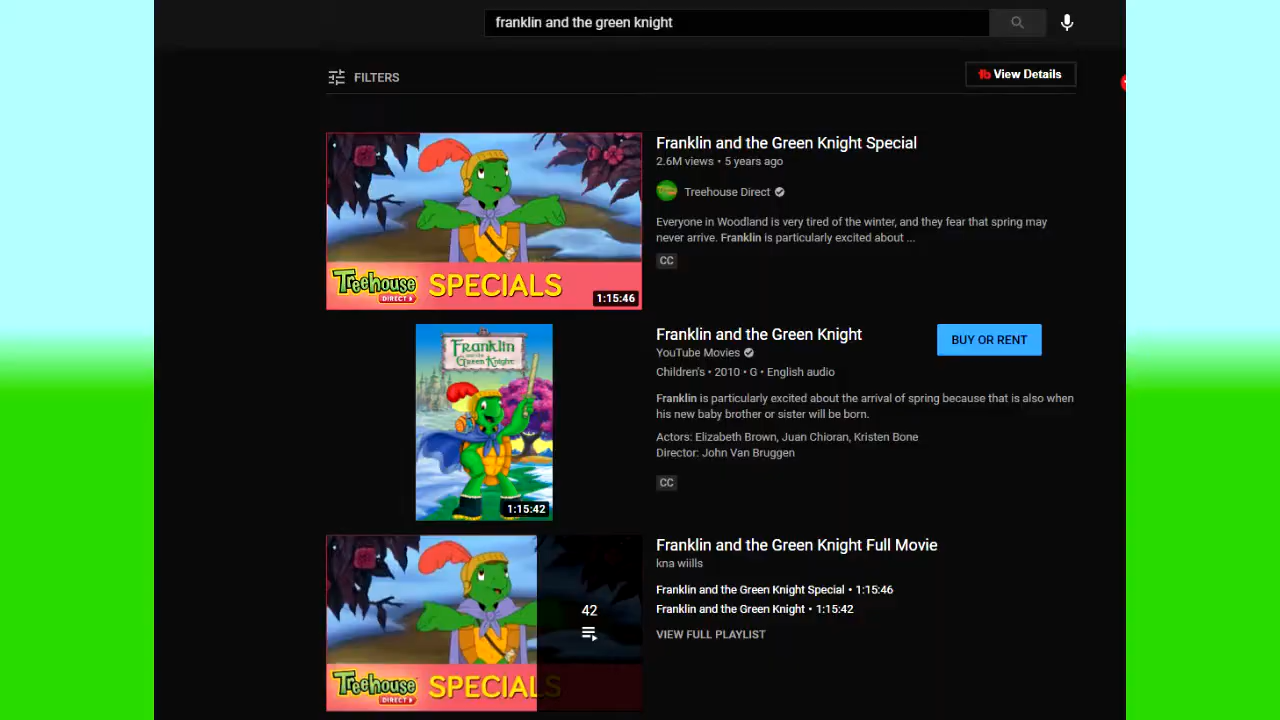 franklin and the green knight
FILTERS
tb View Details
Franklin and the Green Knight Special
2.6M views • 5 years ago
Treehouse Direct
Everyone in Woodland is very tired of the winter, and they fear that spring may
never arrive. Franklin is particularly excited about ...
CC
Treehouse
DIRECT
SPECIALS
1:15:46
Franklin and the Green Knight
BUY OR RENT
YouTube Movies
Children's • 2010 • G • English audio
Franklin is particularly excited about the arrival of spring because that is also when
his new baby brother or sister will be born.
Actors: Elizabeth Brown, Juan Chioran, Kristen Bone
Director: John Van Bruggen
CC
Franklin
and the
Green Knight
1:15:42
Franklin and the Green Knight Full Movie
kna wiills
Franklin and the Green Knight Special • 1:15:46
Franklin and the Green Knight • 1:15:42
VIEW FULL PLAYLIST
42
Treehouse
DIRECT
SPECIALS